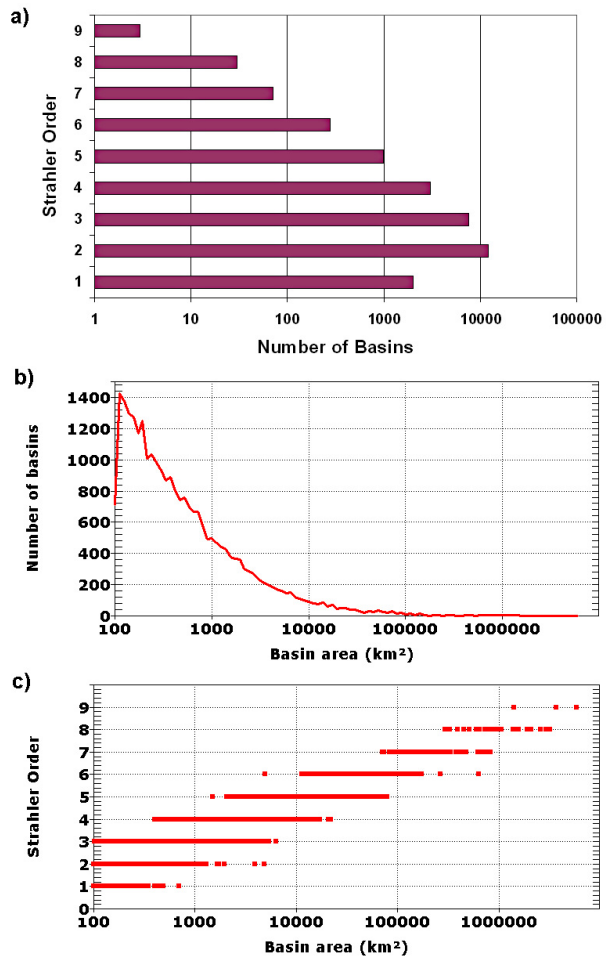 a)
9
8
7
6
5
4
3
2
1
Strahler Order
1 10 100 1000 10000 100000
Number of Basins
b)
1400
1200
1000
800
600
400
200
0
Number of basins
100 1000 10000 100000 1000000
Basin area (km²)
c)
9
8
7
6
5
4
3
2
1
0
Strahler Order
100 1000 10000 100000 1000000
Basin area (km²)